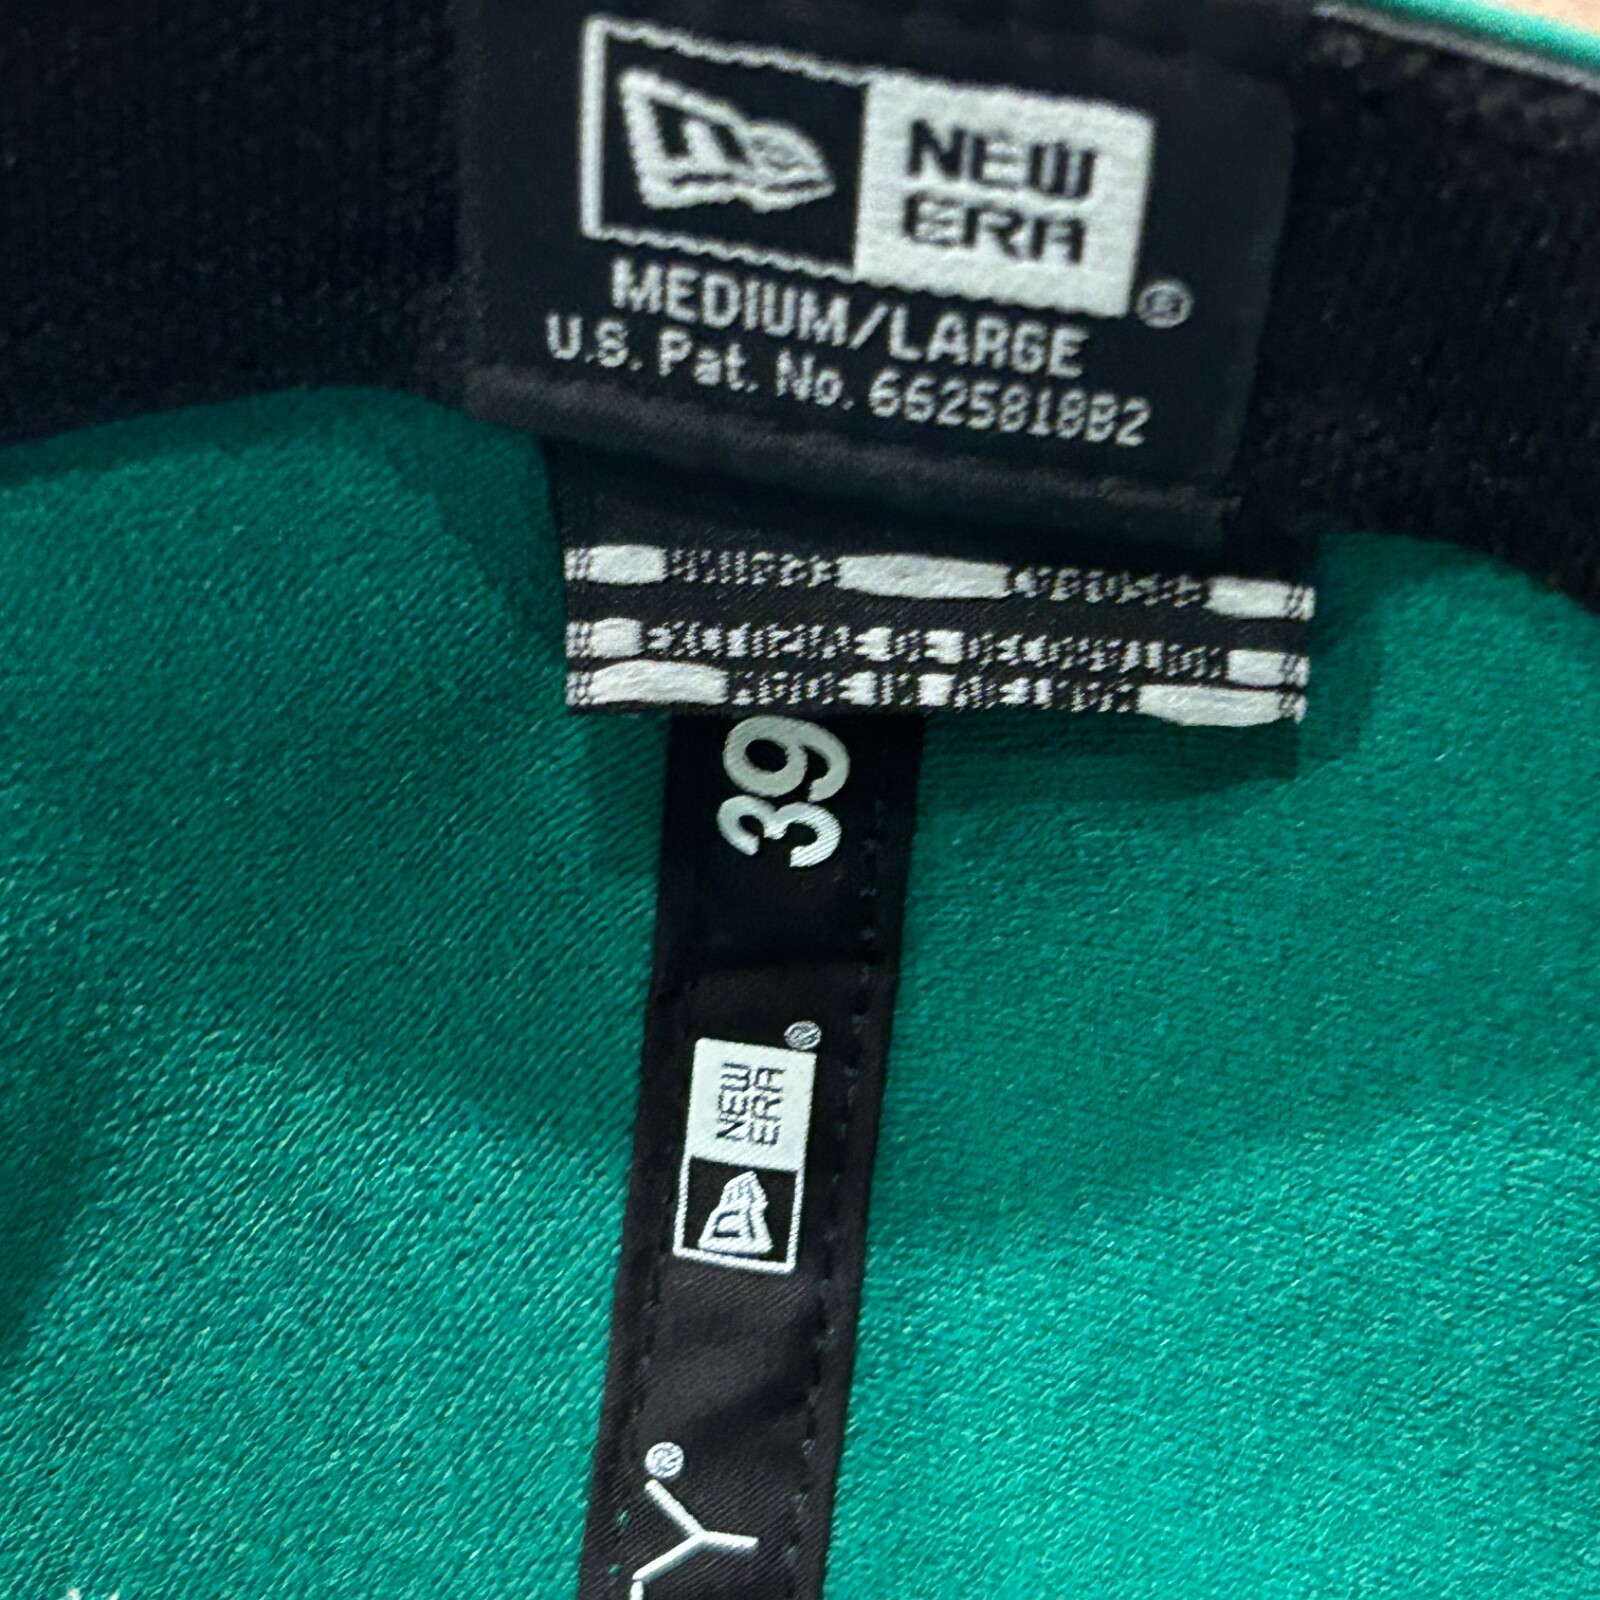 NEW
ERA
®
MEDIUM/LARGE
U.S. Pat. No. 6625818B2
39
NEW
ERA
®
Y®